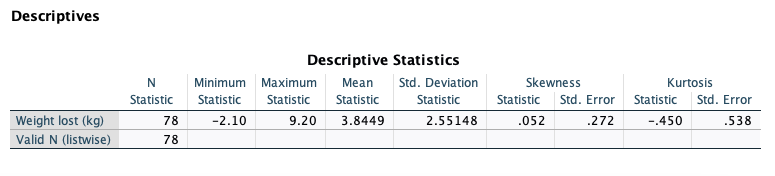 Descriptives
Descriptive Statistics
N Minimum Maximum Mean Std. Deviation Skewness Kurtosis
Statistic Statistic Statistic Statistic Statistic Statistic Std. Error Statistic Std. Error
Weight lost (kg) 78 -2.10 9.20 3.8449 2.55148 .052 .272 -.450 .538
Valid N (listwise) 78